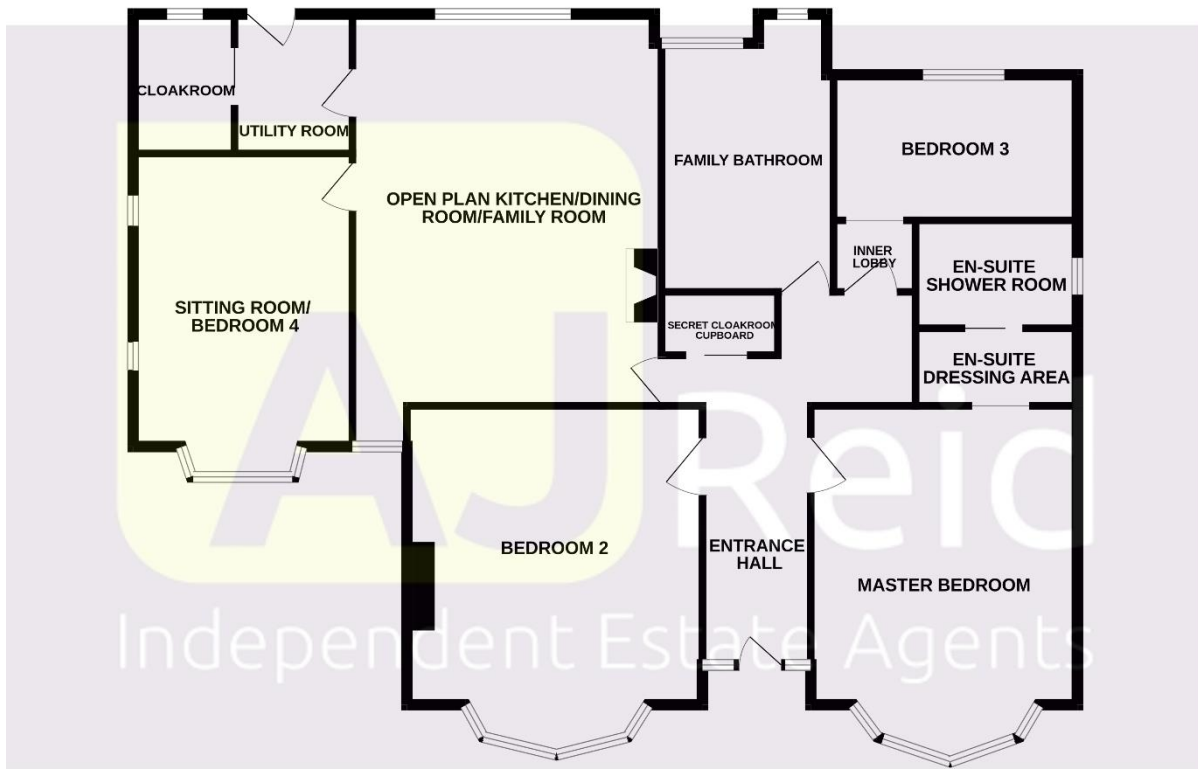 CLOAKROOM
UTILITY ROOM
FAMILY BATHROOM
BEDROOM 3
OPEN PLAN KITCHEN/DINING
ROOM/FAMILY ROOM
INNER
LOBBY
EN-SUITE
SHOWER ROOM
SITTING ROOM/
BEDROOM 4
SECRET CLOAKROOM
CUPBOARD
EN-SUITE
DRESSING AREA
AJReid
BEDROOM 2
ENTRANCE
HALL
MASTER BEDROOM
Independent Estate Agents